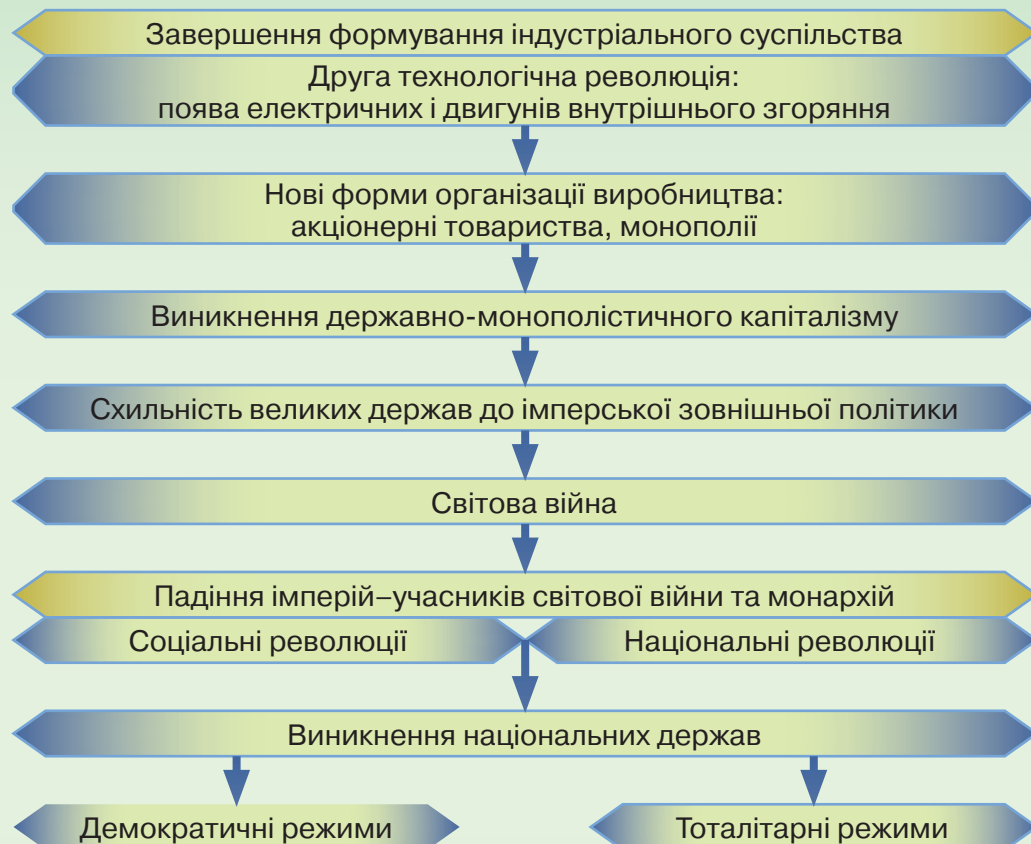 Завершення формування індустріального суспільства
Друга технологічна революція:
поява електричних і двигунів внутрішнього згоряння
Нові форми організації виробництва:
акціонерні товариства, монополії
Виникнення державно-монополістичного капіталізму
Схильність великих держав до імперської зовнішньої політики
Світова війна
Падіння імперій–учасників світової війни та монархій
Соціальні революції
Національні революції
Виникнення національних держав
Демократичні режими
Тоталітарні режими